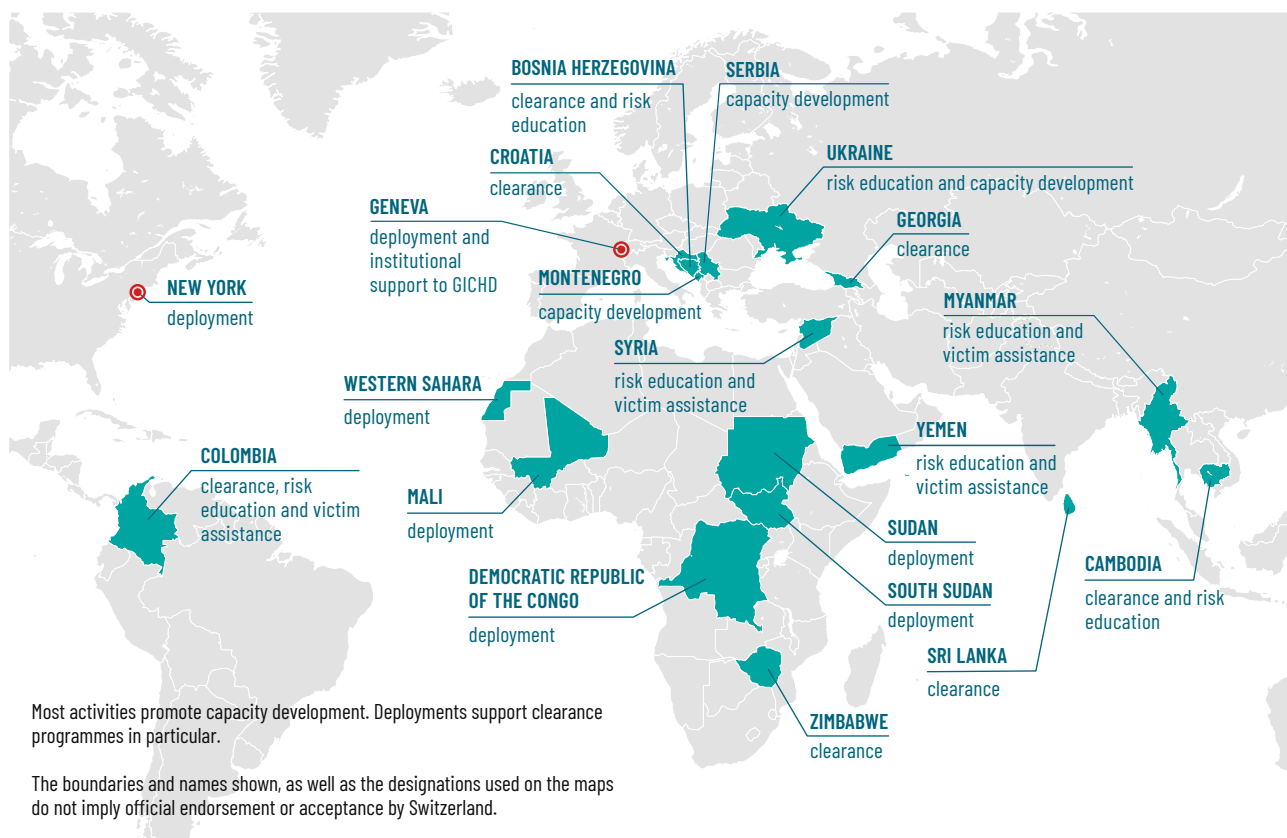 BOSNIA HERZEGOVINA
clearance and risk
education
SERBIA
capacity development
CROATIA
clearance
UKRAINE
risk education and capacity development
GENEVA
deployment and
institutional
support to GICHD
GEORGIA
clearance
NEW YORK
deployment
MONTENEGRO
capacity development
MYANMAR
risk education and
victim assistance
SYRIA
risk education and
victim assistance
WESTERN SAHARA
deployment
YEMEN
risk education and
victim assistance
COLOMBIA
clearance, risk
education and victim
assistance
MALI
deployment
SUDAN
deployment
CAMBODIA
clearance and risk
education
DEMOCRATIC REPUBLIC
OF THE CONGO
deployment
SOUTH SUDAN
deployment
SRI LANKA
clearance
ZIMBABWE
clearance
Most activities promote capacity development. Deployments support clearance
programmes in particular.
The boundaries and names shown, as well as the designations used on the maps
do not imply official endorsement or acceptance by Switzerland.